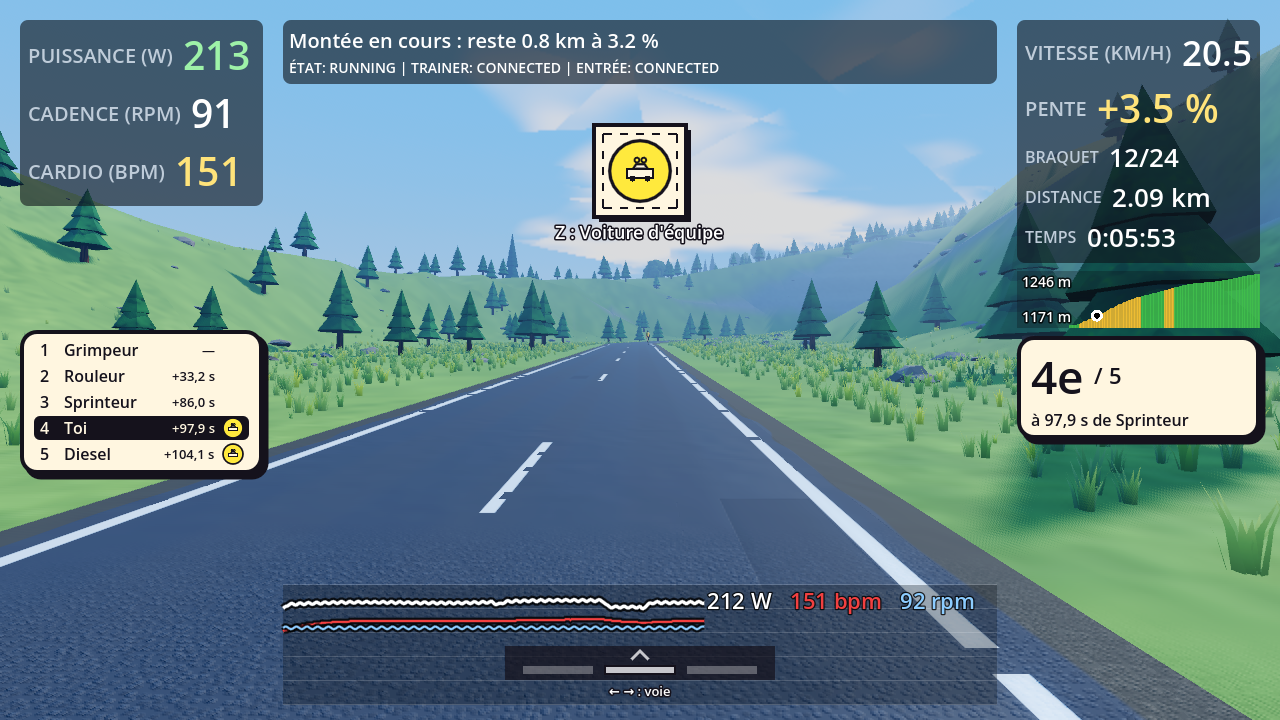 PUISSANCE (W) 213
CADENCE (RPM) 91
CARDIO (BPM) 151
Montée en cours : reste 0.8 km à 3.2 %
ÉTAT: RUNNING | TRAINER: CONNECTED | ENTRÉE: CONNECTED
VITESSE (KM/H) 20.5
PENTE +3.5 %
BRAQUET 12/24
DISTANCE 2.09 km
TEMPS 0:05:53
Z : Voiture d'équipe
1246 m
1171 m
1 Grimpeur —
2 Rouleur +33,2 s
3 Sprinteur +86,0 s
4 Toi +97,9 s
5 Diesel +104,1 s
4e / 5
à 97,9 s de Sprinteur
212 W 151 bpm 92 rpm
← → : voie